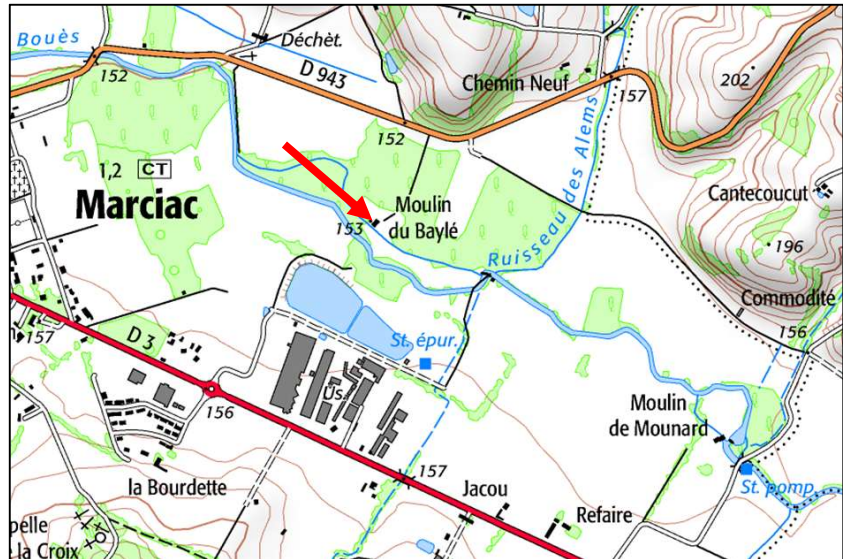 Bouès
Déchèt.
152
D 943
Chemin Neuf
157
202
152
1,2 CT
Marciac
Ruisseau des Alems
Cantecoucut
Moulin
du Baylé
153
196
Commodité
156
157
D 3
St. épur.
Us.
156
Moulin
de Mounard
157
St. pomp.
la Bourdette
Jacou
Refaire
pelle
la Croix